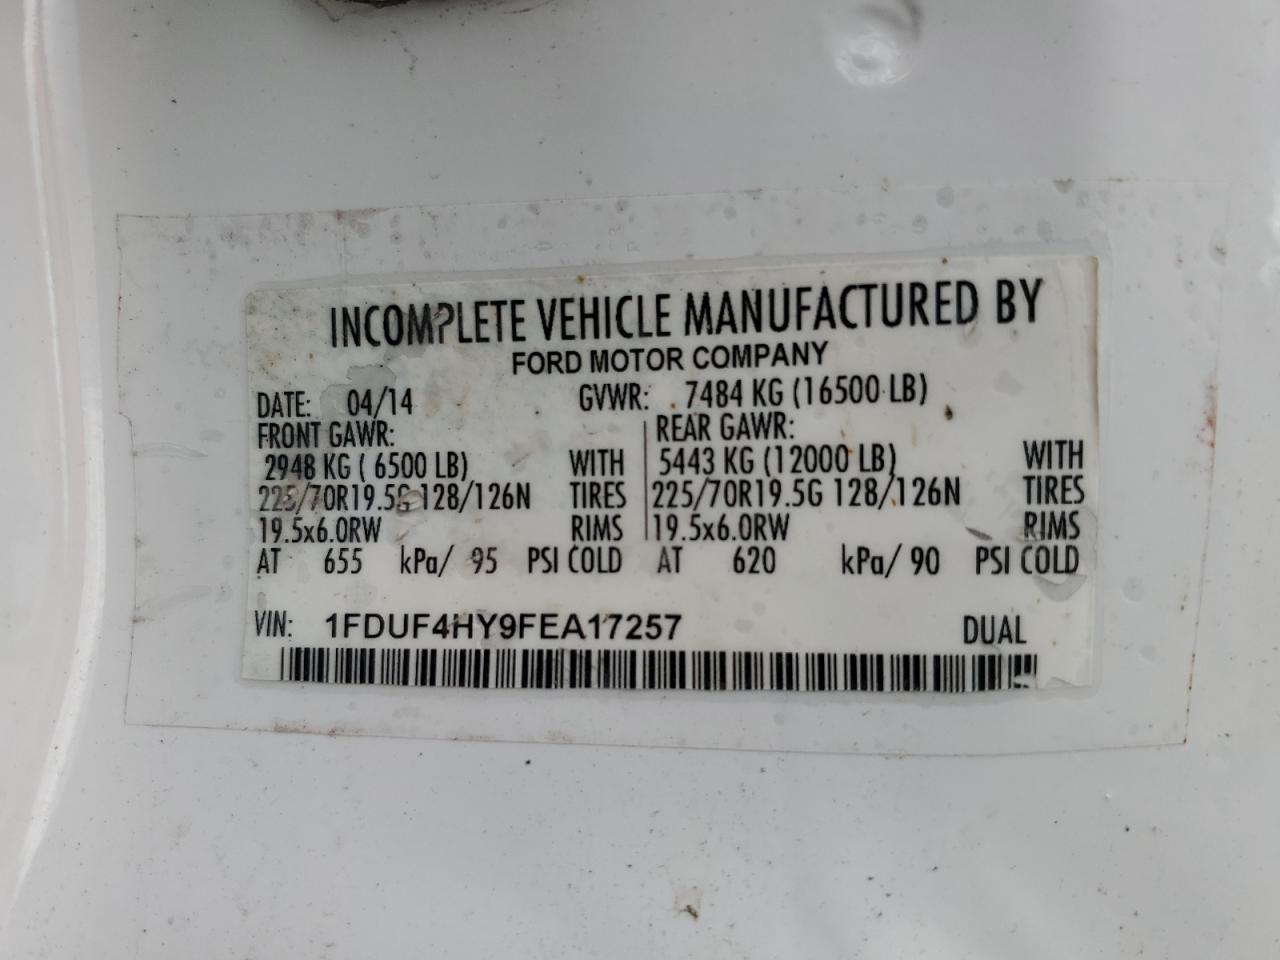 INCOMPLETE VEHICLE MANUFACTURED BY
FORD MOTOR COMPANY
DATE: 04/14 GVWR: 7484 KG (16500 LB)
FRONT GAWR: REAR GAWR:
2948 KG ( 6500 LB) WITH 5443 KG (12000 LB) WITH
225/70R19.5G 128/126N TIRES 225/70R19.5G 128/126N TIRES
19.5x6.0RW RIMS 19.5x6.0RW RIMS
AT 655 kPa/ 95 PSI COLD AT 620 kPa/ 90 PSI COLD
VIN: 1FDUF4HY9FEA17257 DUAL